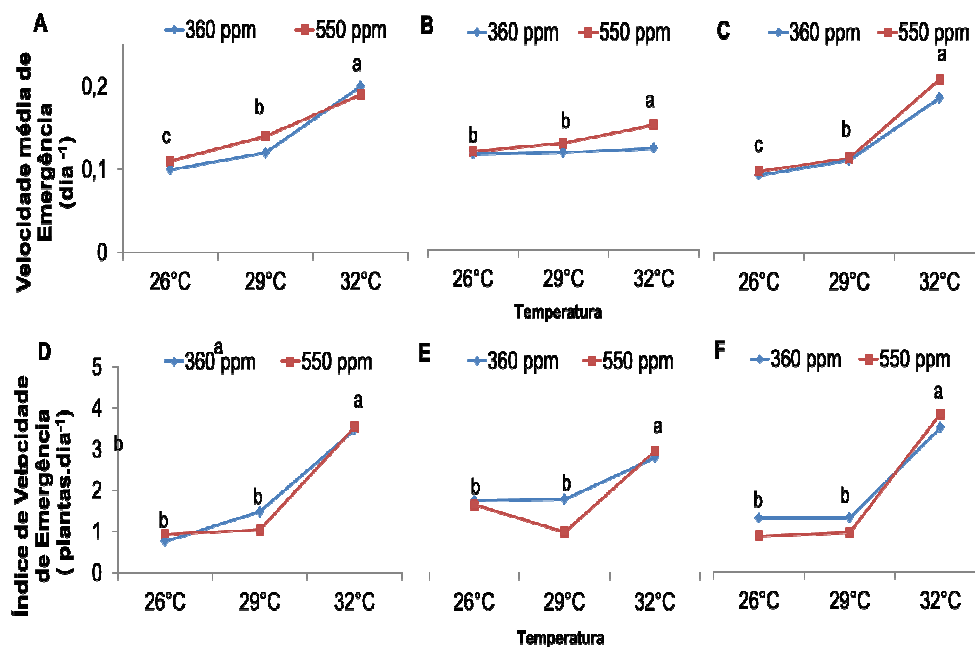 A
360 ppm
550 ppm
B
360 ppm
550 ppm
C
360 ppm
550 ppm
Velocidade média de
Emergência
(dia ⁻¹)
0,2
0,1
0
c
b
a
b
b
a
c
b
a
26°C
29°C
32°C
26°C
29°C
32°C
26°C
29°C
32°C
Temperatura
D
360 ppm
a
550 ppm
E
360 ppm
550 ppm
F
360 ppm
550 ppm
Índice de Velocidade
de Emergência
( plantas.dia⁻¹)
5
4
3
2
1
0
b
b
b
a
b
b
a
b
b
a
26°C
29°C
32°C
26°C
29°C
32°C
26°C
29°C
32°C
Temperatura